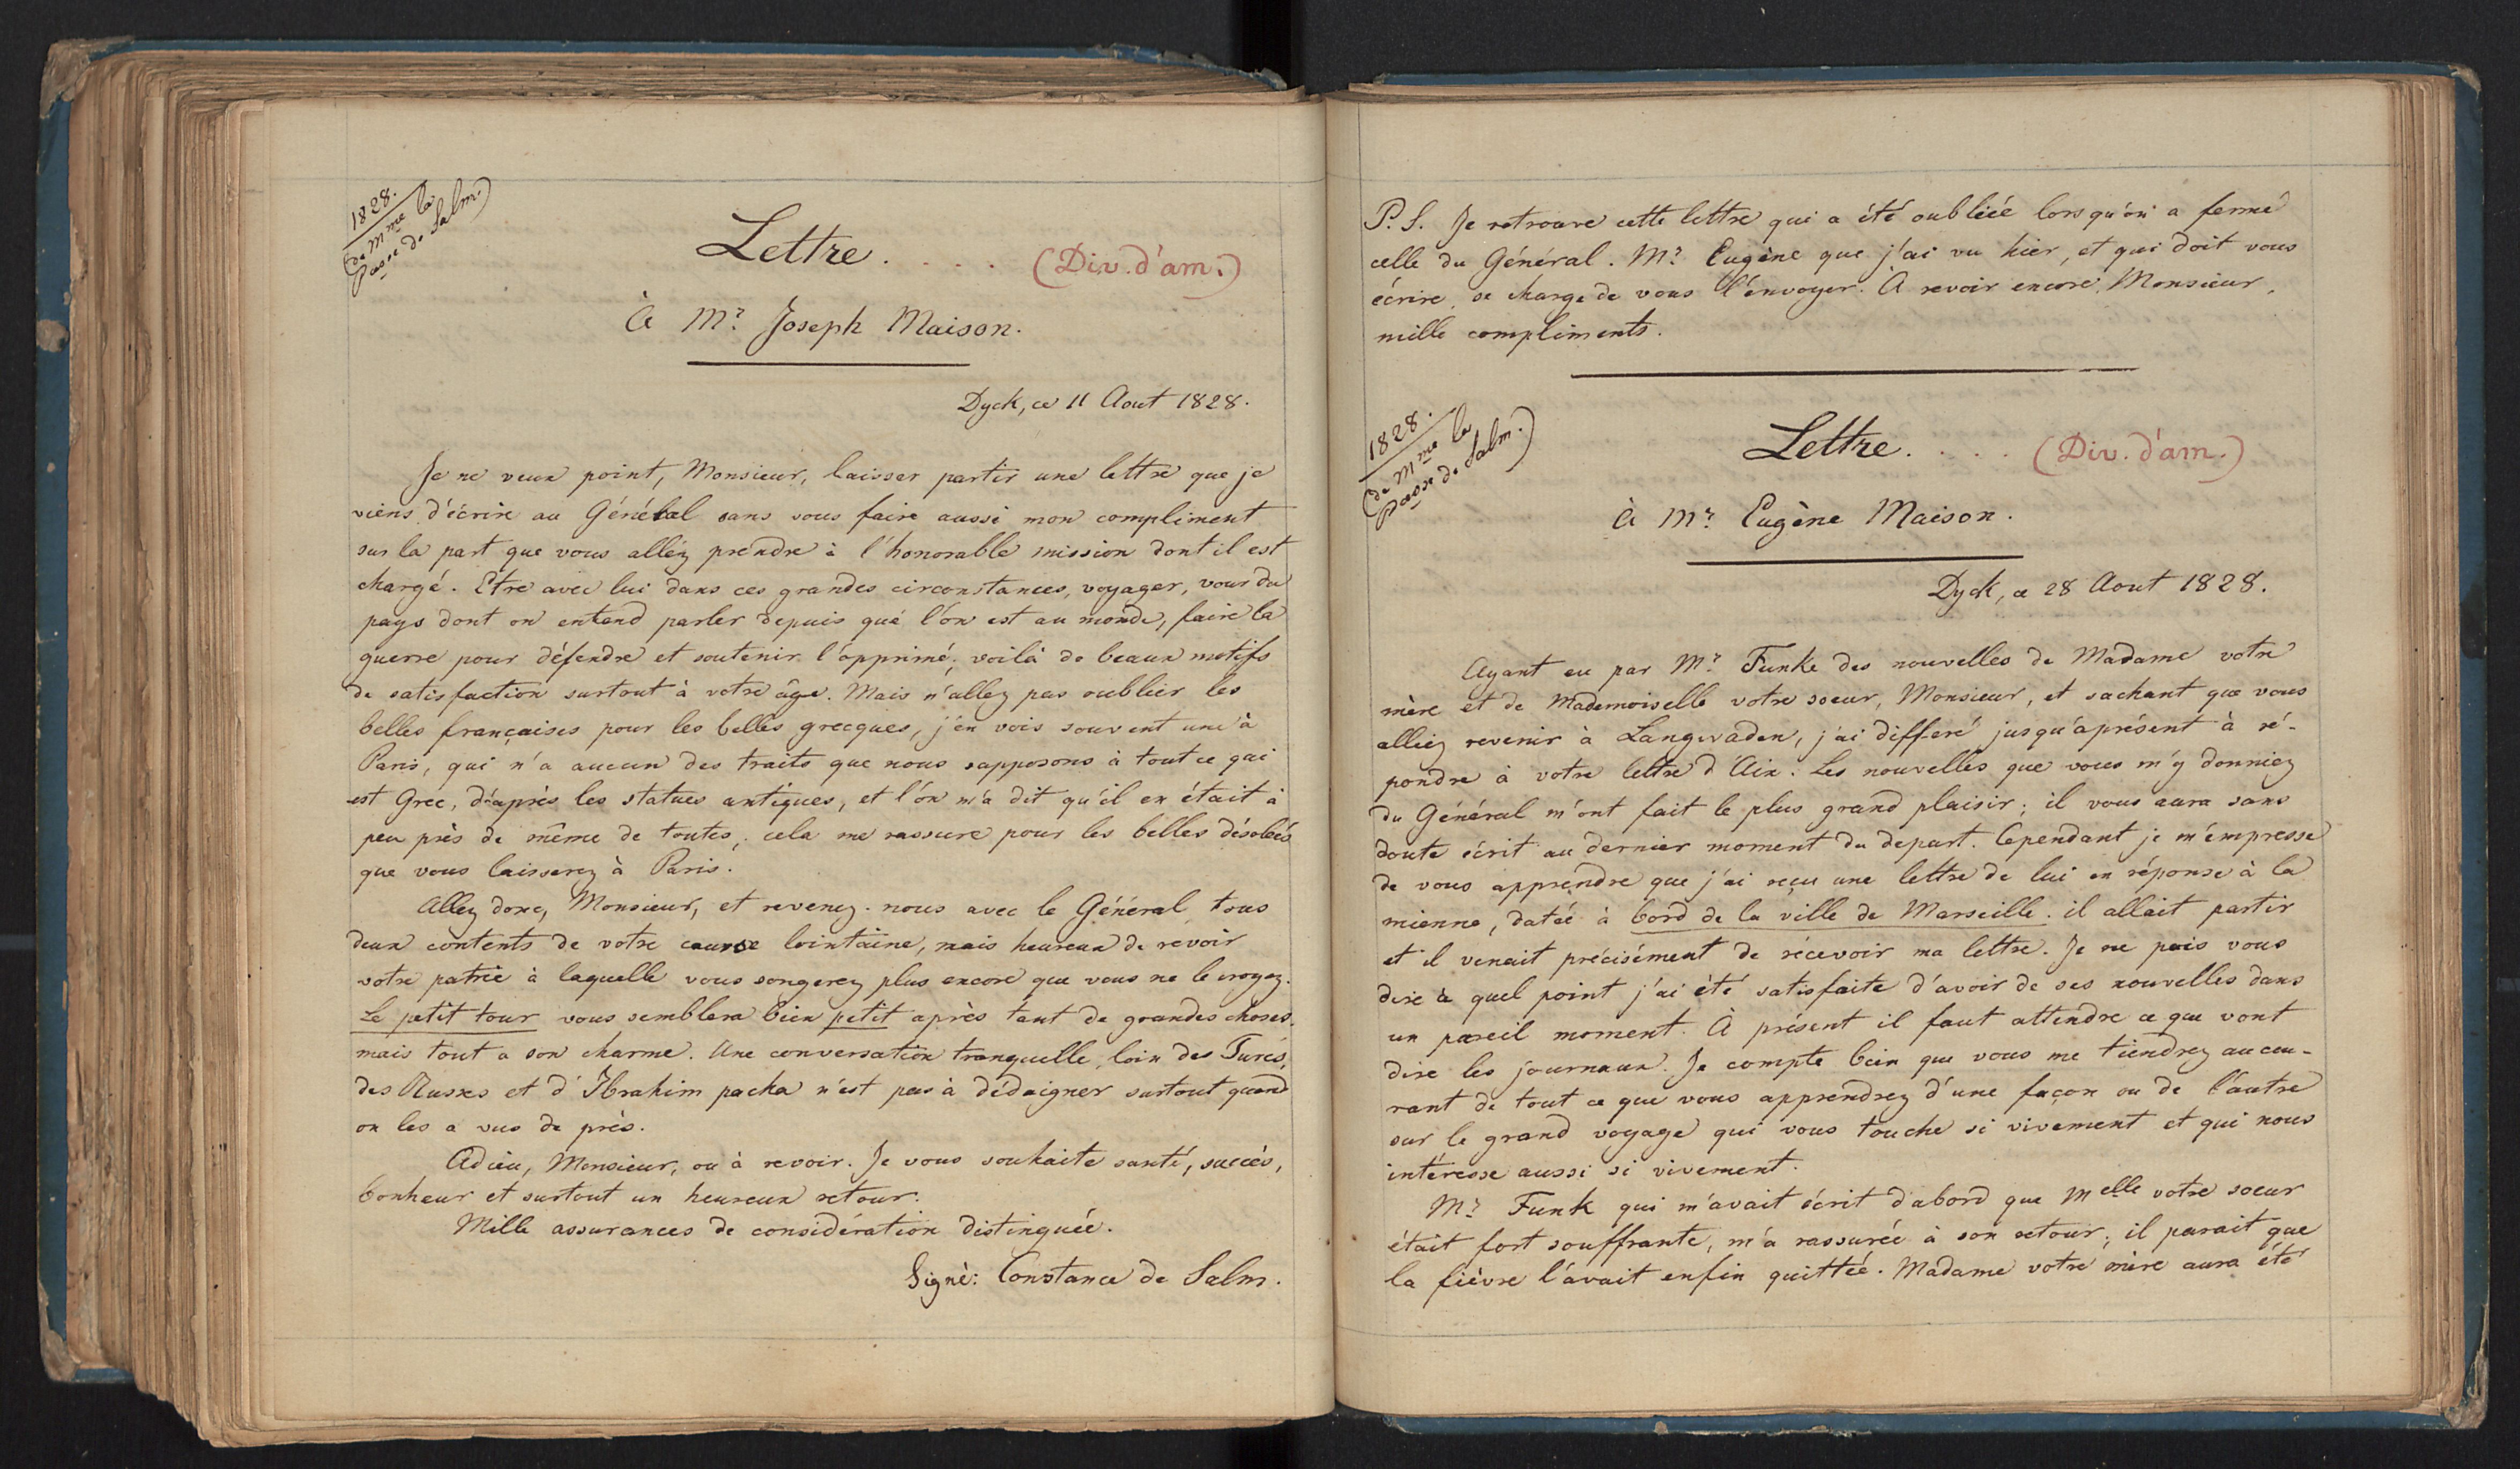 1828.
(de Mme la
Psse de Salm.)
Lettre. . . . (Div. d'am.)
À Mr. Joseph Maison.
Dyck, ce 11 Aout 1828.
Je ne veux point, Monsieur, laisser partir une lettre que je
viens d'écrire au Général sans vous faire aussi mon compliment
sur la part que vous alléz prendre à l'honorable mission dont il est
chargé. Etre avec lui dans ces grandes circonstances, voyager, voir du
pays dont on entend parler depuis que l'on est au monde, faire la
guerre pour défendre et soutenir l'opprimé; voilà de beaux motifs
de satisfaction surtout à votre âge. Mais n'allez pas oublier les
belles françaises pour les belles grecques, j'en vois souvent une à
Paris, qui n'a aucun des traits que nous supposons à tout ce qui
est Grec, d'après les statues antiques, et l'on m'a dit qu'il en était à
peu près de même de toutes; cela me rassure pour les belles désolées
que vous laisserez à Paris.
Allez donc, Monsieur, et revenez-nous avec le Général tous
deux contents de votre course lointaine, mais heureux de revoir
votre patrie à laquelle vous songerez plus encore que vous ne le croyez.
Le petit tour vous semblera bien petit après tant de grandes choses,
mais tout a son charme. Une conversation tranquelle, loin des Turcs,
des Russes et d'Ibrahim pacha n'est pas à dédaigner surtout quand
on les a vus de près.
Adieu, Monsieur, ou à revoir. Je vous souhaite santé, succès,
bonheur et surtout un heureux retour.
Mille assurances de considération distinguée.
Signé: Constance de Salm.
P.S. Je retrouve cette lettre qui a été oubliée lorsqu'on a fermé
celle du Général. Mr. Eugène que j'ai vu hier, et qui doit vous
écrire, se charge de vous l'envoyer. À revoir encore, Monsieur,
mille compliments.
1828.
(de Mme la
Psse de Salm.)
Lettre. . . . (Div. d'am.)
À Mr. Eugène Maison.
Dyck, ce 28 Aout 1828.
Ayant eu par Mr. Funke des nouvelles de Madame votre
mère et de Mademoiselle votre soeur, Monsieur, et sachant que vous
alliez revenir à Langwaden, j'ai differé jusqu'àprésent à ré-
pondre à votre lettre d'Aix. Les nouvelles que vous m'y donniez
du Général m'ont fait le plus grand plaisir; il vous aura sans
doute écrit au dernier moment du depart. Cependant je m'empresse
de vous apprendre que j'ai reçu une lettre de lui en réponse à la
mienne, datée à bord de la ville de Marseille. il allait partir
et il venait précisément de récevoir ma lettre. Je ne puis vous
dire à quel point j'ai été satisfaite d'avoir de ses nouvelles dans
un pareil moment. À présent il faut attendre ce que vont
dire les journaux. Je compte bien que vous me tiendrez au cou-
rant de tout ce que vous apprendrez d'une façon ou de l'autre
sur le grand voyage qui vous touche si vivement et qui nous
intéresse aussi si vivement.
Mr. Funk qui m'avait écrit d'abord que Melle votre soeur
était fort souffrante, m'a rassurée à son retour; il parait que
la fièvre l'avait enfin quittée. Madame votre mère aura été